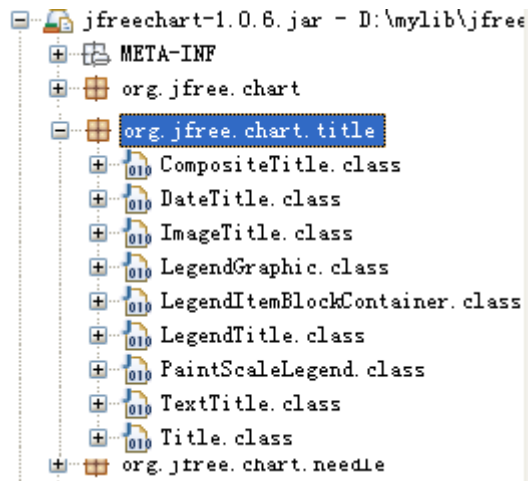 jfreechart-1.0.6.jar - D:\mylib\jfree
META-INF
org.jfree.chart
org.jfree.chart.title
CompositeTitle.class
DateTitle.class
ImageTitle.class
LegendGraphic.class
LegendItemBlockContainer.class
LegendTitle.class
PaintScaleLegend.class
TextTitle.class
Title.class
org.jfree.chart.needle